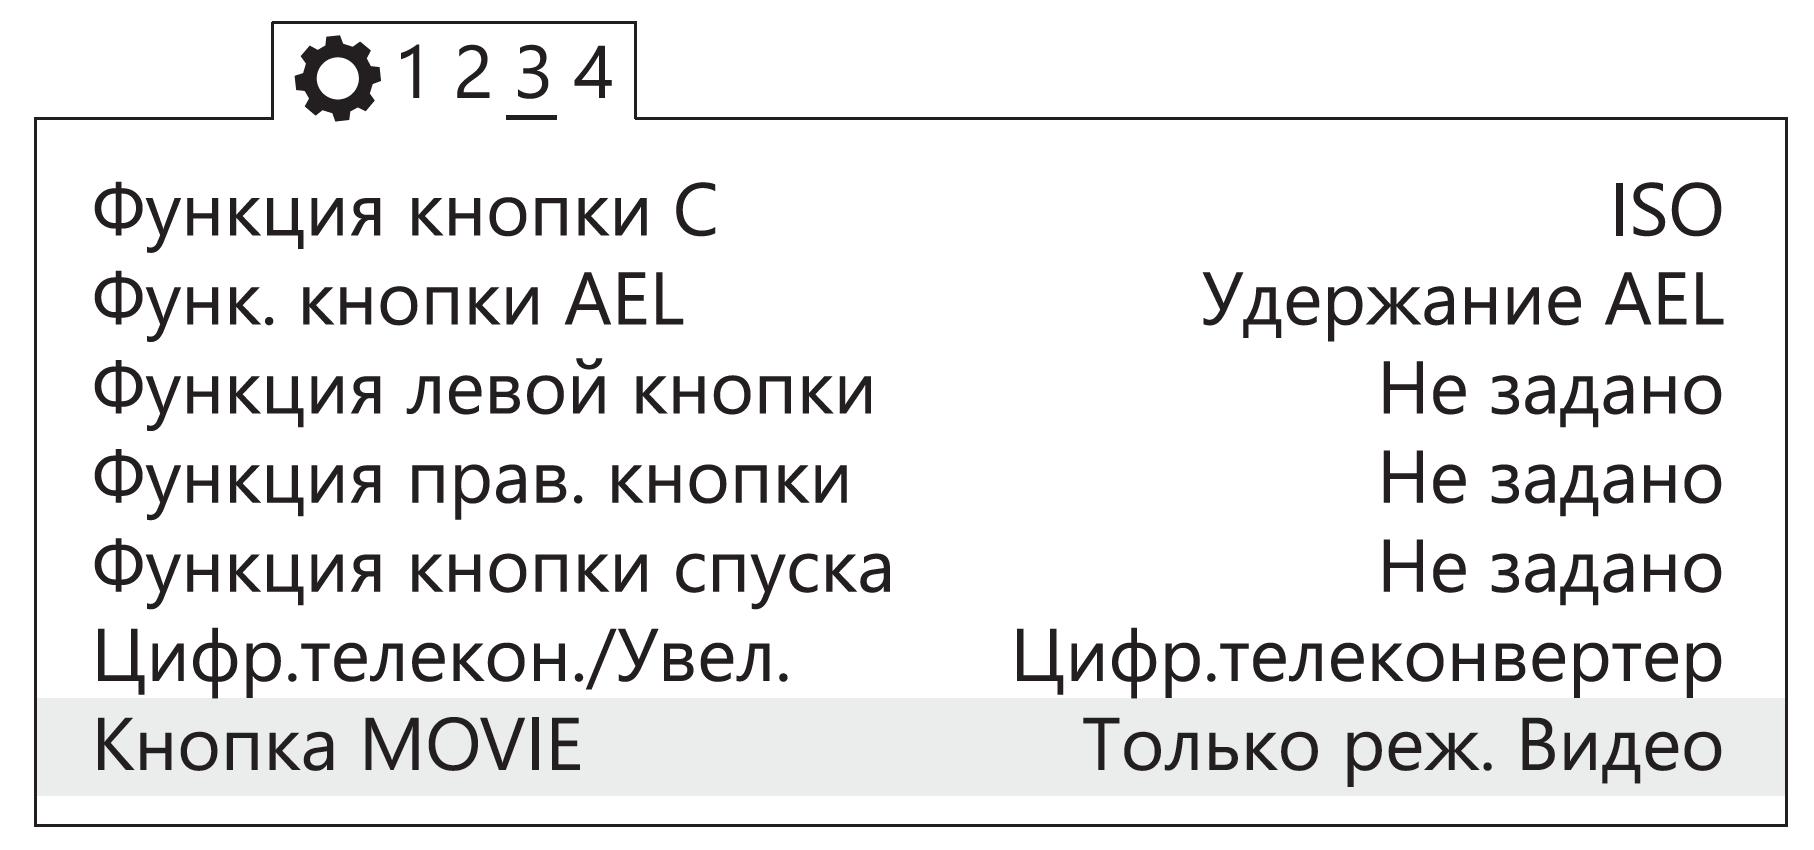 1 2 3 4
Функция кнопки C ISO
Функ. кнопки AEL Удержание AEL
Функция левой кнопки Не задано
Функция прав. кнопки Не задано
Функция кнопки спуска Не задано
Цифр.телекон./Увел. Цифр.телеконвертер
Кнопка MOVIE Только реж. Видео